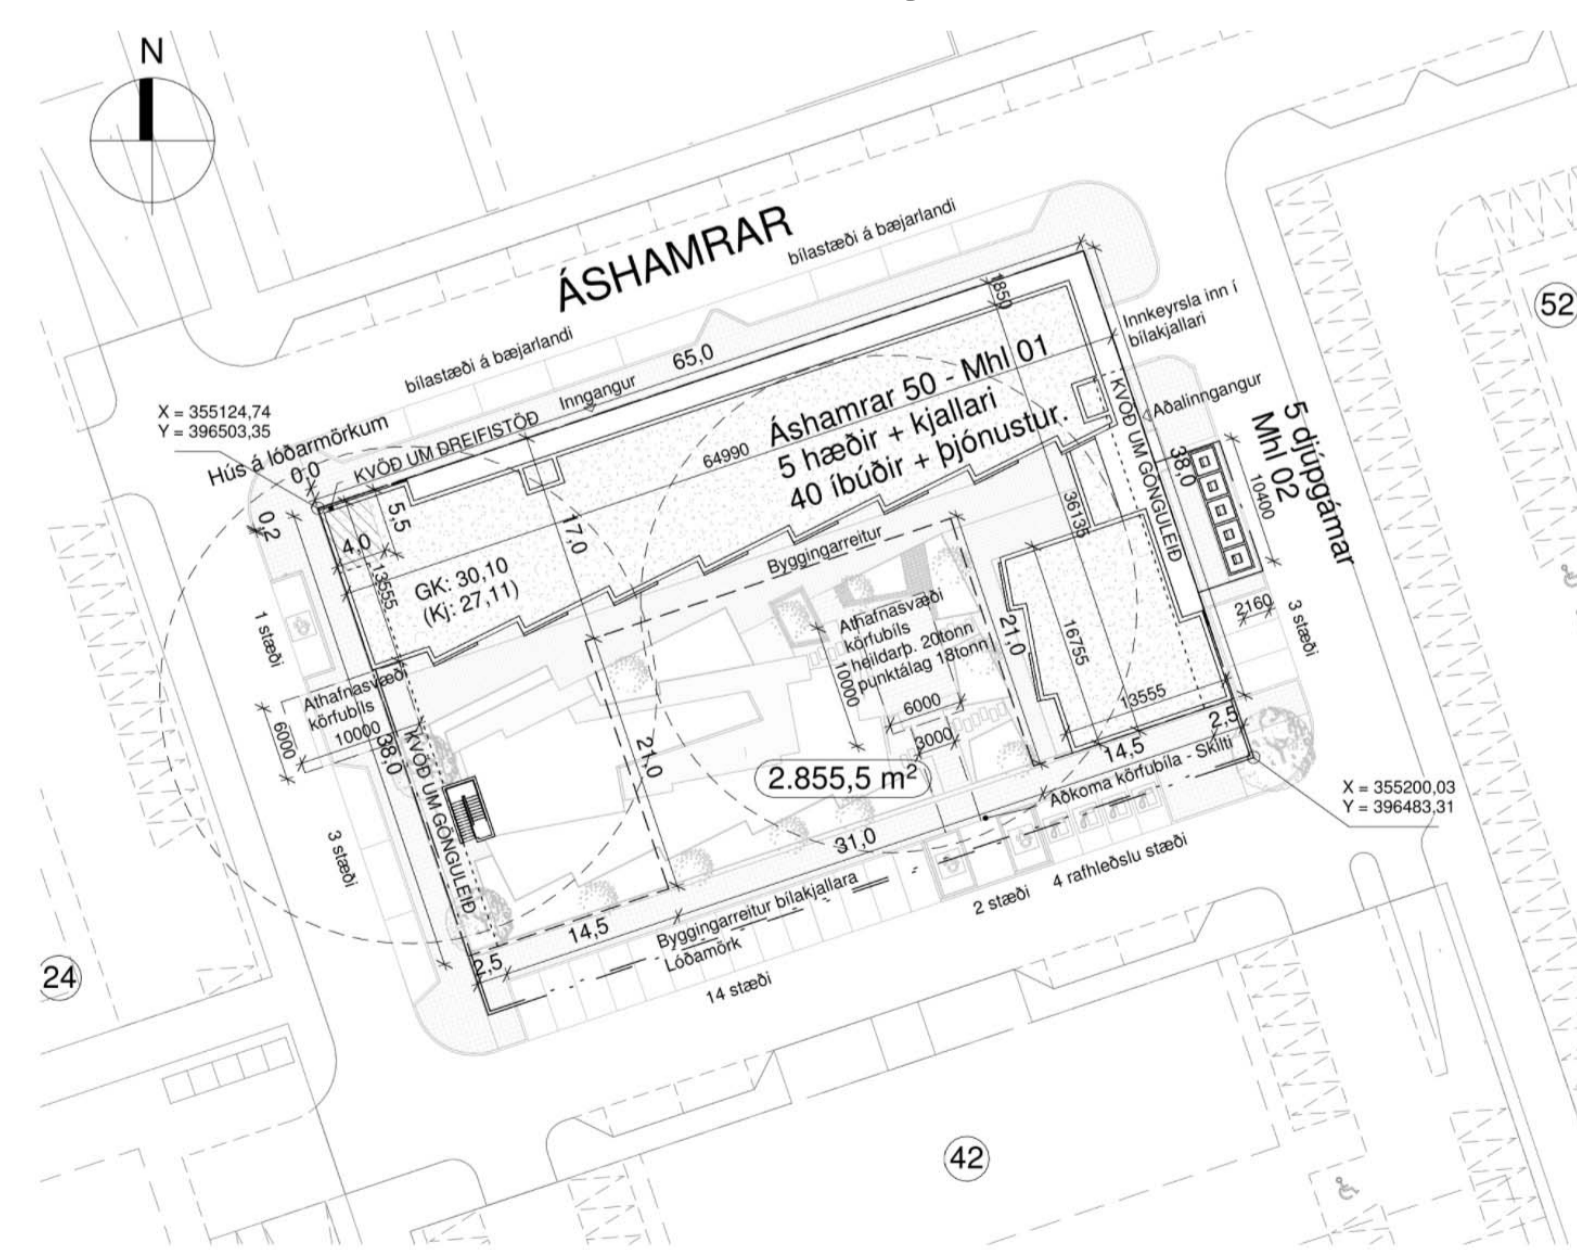 N
ÁSHAMRAR
bílastæði á bæjarlandi
bílastæði á bæjarlandi
52
Innkeyrsla inn í
bílakjallari
1850
65,0
Inngangur
X = 355124,74
Y = 396503,35
Hús á lóðarmörkum
0,0
KVÖÐ UM ÐREIFISTÖÐ
64990
Áshamrar 50 - Mhl 01
5 hæðir + kjallari
40 íbúðir + þjónustur.
Aðalinngangur
KVÖÐ UM GÖNGULEIÐ
38,0
10400
5 djúpgámar
Mhl 02
0,2
5,5
4,0
17,0
13555
GK: 30,10
(Kj: 27,11)
36135
Byggingarreitur
1 stæði
Athafnasvæði
körfubíls
heildarþ. 20tonn
punktálag 18tonn
10000
21,0
16755
2160
3 stæði
Athafnasvæði
körfubíls
10000
6000
38,0
KVÖÐ UM GÖNGULEIÐ
21,0
6000
3000
13555
2,5
14,5
2.855,5 m²
Aðkoma körfubíla - Skilti
X = 355200,03
Y = 396483,31
3 stæði
31,0
4 rafhleðslu stæði
2 stæði
14,5
Byggingarreitur bílakjallara
Lóðamörk
2,5
14 stæði
24
42